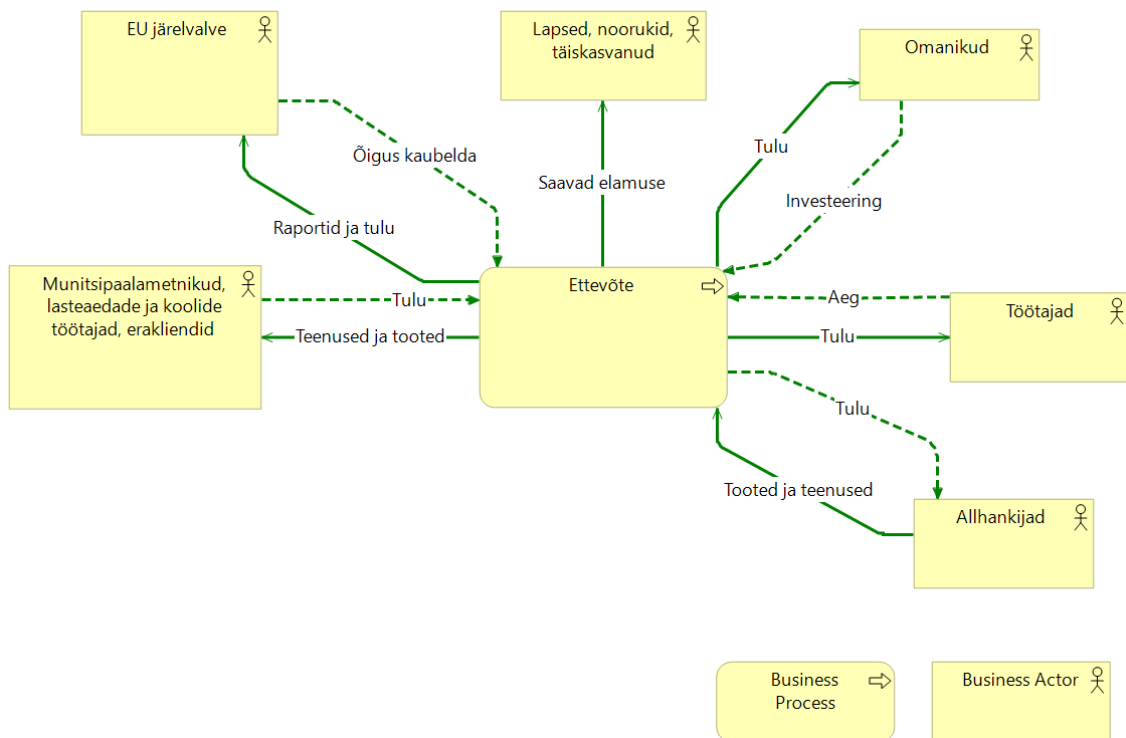 EU järelvalve
Lapsed, noorukid,
täiskasvanud
Omanikud
Õigus kaubelda
Tulu
Saavad elamuse
Investeering
Raportid ja tulu
Munitsipaalametnikud,
lasteaedade ja koolide
töötajad, erakliendid
Tulu
Teenused ja tooted
Ettevõte
Aeg
Töötajad
Tulu
Tulu
Tooted ja teenused
Allhankijad
Business
Process
Business Actor